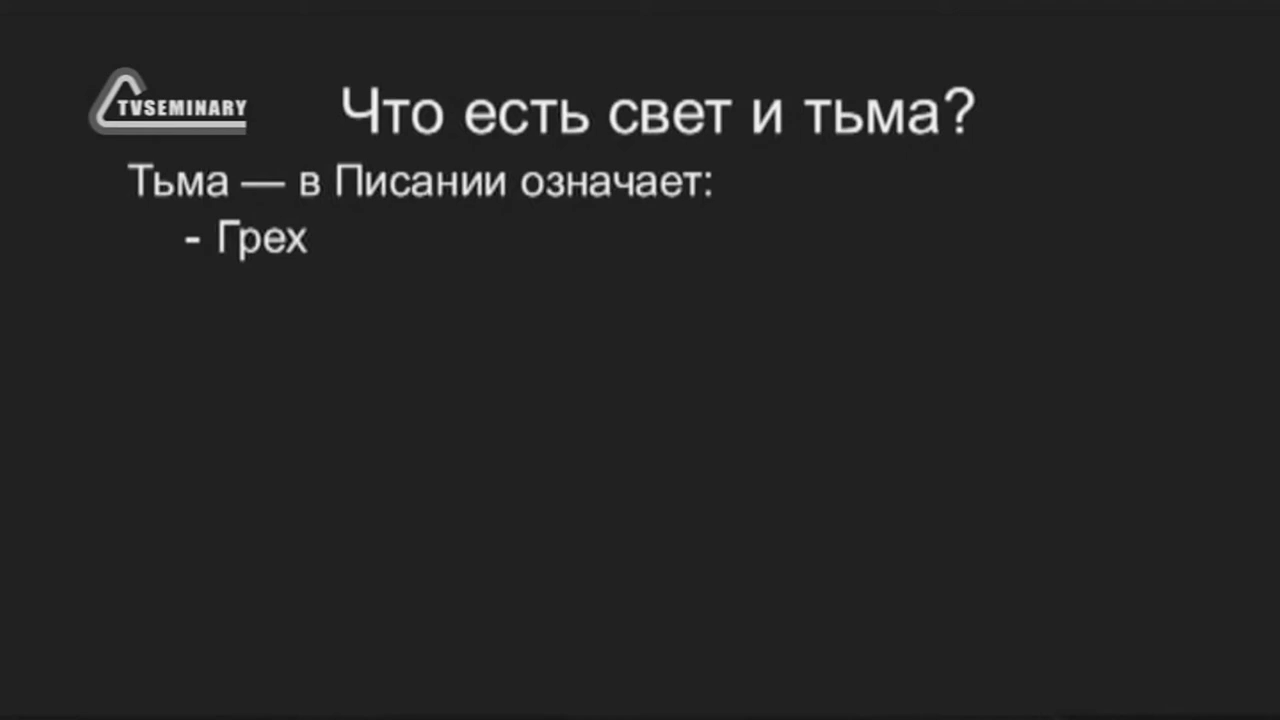 TVSEMINARY
Что есть свет и тьма?
Тьма — в Писании означает:
- Грех